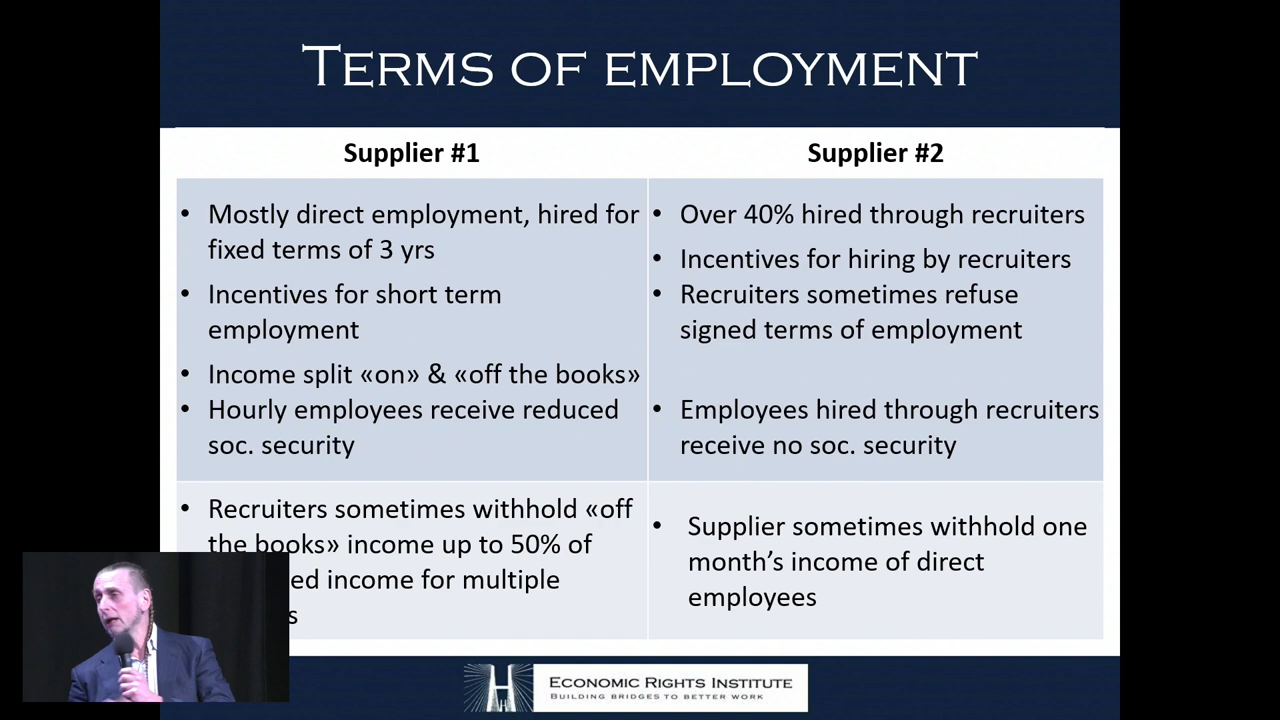 TERMS OF EMPLOYMENT
Supplier #1
Supplier #2
• Mostly direct employment, hired for
fixed terms of 3 yrs
• Incentives for short term
employment
• Income split «on» & «off the books»
• Hourly employees receive reduced
soc. security
• Over 40% hired through recruiters
• Incentives for hiring by recruiters
• Recruiters sometimes refuse
signed terms of employment
• Employees hired through recruiters
receive no soc. security
• Recruiters sometimes withhold «off
the books» income up to 50% of
income for multiple
• Supplier sometimes withhold one
month's income of direct
employees
ECONOMIC RIGHTS INSTITUTE
BUILDING BRIDGES TO BETTER WORK